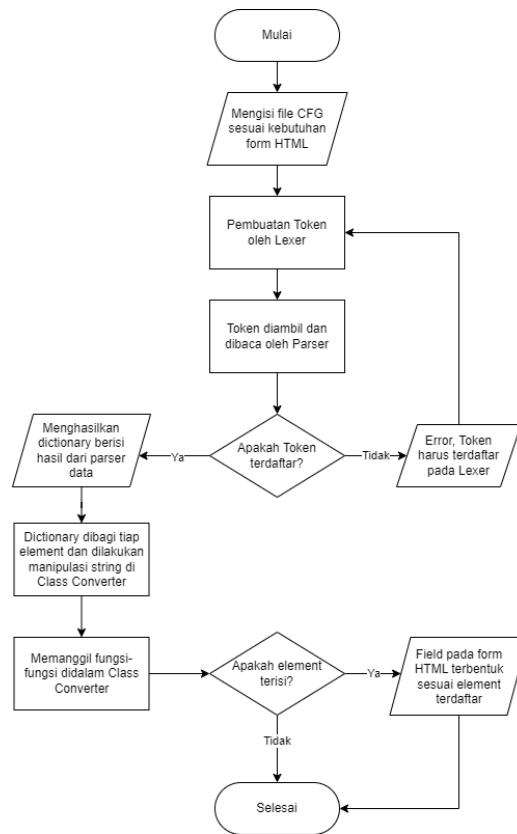 Mulai
Mengisi file CFG
sesuai kebutuhan
form HTML
Pembuatan Token
oleh Lexer
Token diambil dan
dibaca oleh Parser
Apakah Token
terdaftar?
Ya
Tidak
Menghasilkan
dictionary berisi
hasil dari parser
data
Error, Token
harus terdaftar
pada Lexer
Dictionary dibagi tiap
element dan dilakukan
manipulasi string di
Class Converter
Memanggil fungsi-
fungsi didalam Class
Converter
Apakah element
terisi?
Ya
Field pada form
HTML terbentuk
sesuai element
terdaftar
Tidak
Selesai